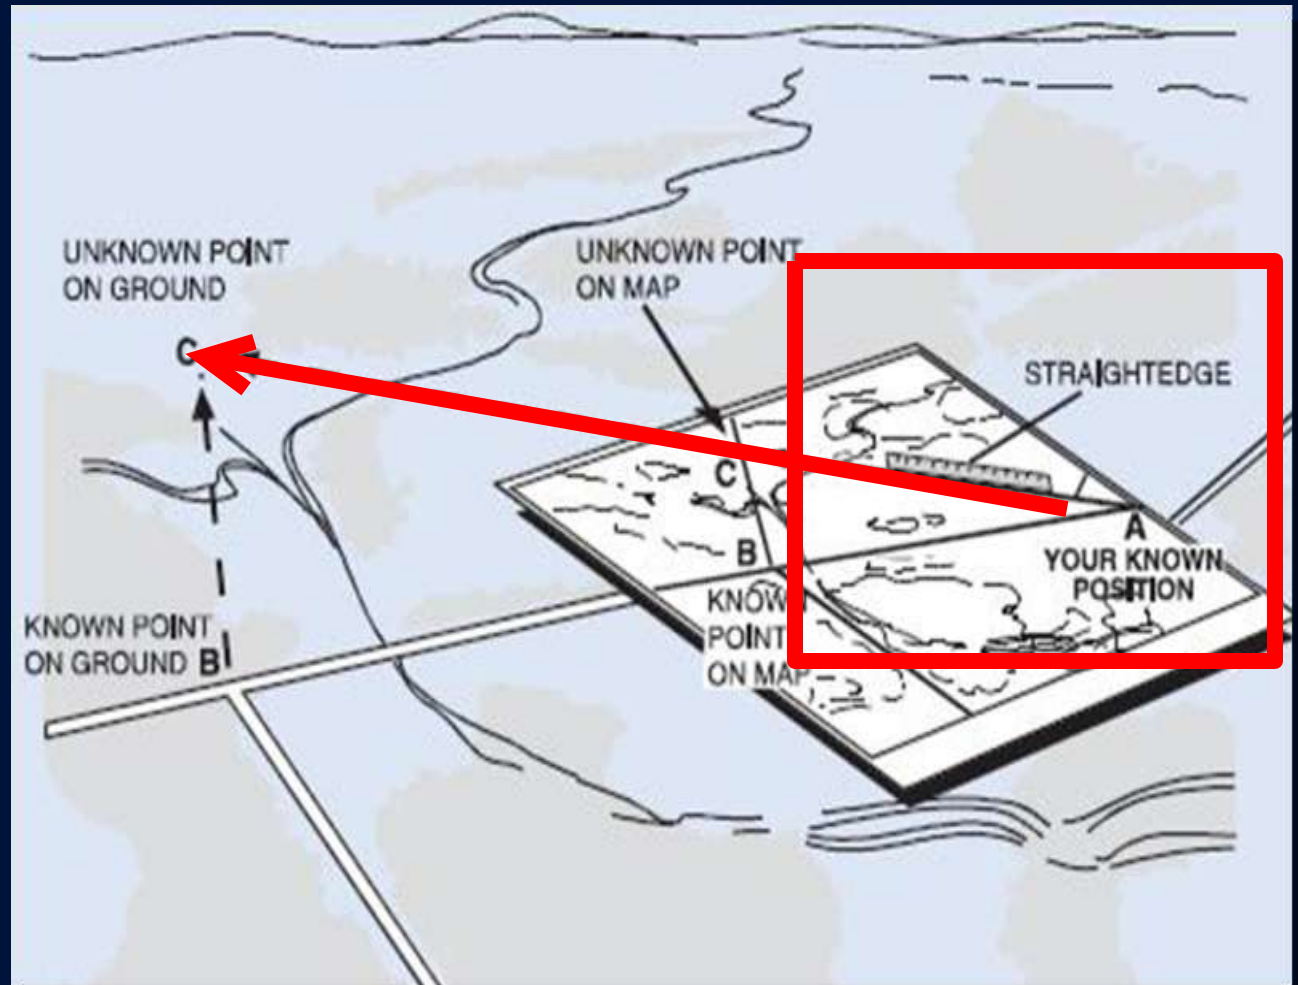 UNKNOWN POINT
ON GROUND
C
UNKNOWN POINT
ON MAP
STRAIGHTEDGE
C
B
A
YOUR KNOWN
POSITION
KNOWN
POINT
ON MAP
KNOWN POINT
ON GROUND B